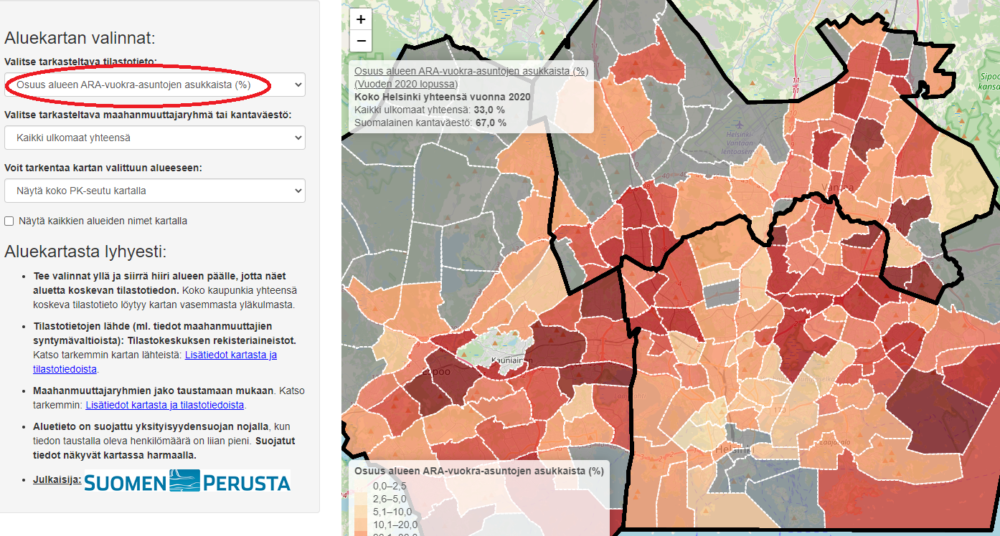 Aluekartan valinnat:
Valitse tarkasteltava tilastotieto:
Osuus alueen ARA-vuokra-asuntojen asukkaista (%)
Valitse tarkasteltava maahanmuuttajaryhmä tai kantaväestö:
Kaikki ulkomaat yhteensä
Voit tarkentaa kartan valittuun alueeseen:
Näytä koko PK-seutu kartalla
Näytä kaikkien alueiden nimet kartalla
Aluekartasta lyhyesti:
Tee valinnat yllä ja siirrä hiiri alueen päälle, jotta näet
aluetta koskevan tilastotiedon. Koko kaupunkia yhteensä
koskeva tilastotieto löytyy kartan vasemmasta yläkulmasta.
Tilastotietojen lähde (ml. tiedot maahanmuuttajien
syntymävaltioista): Tilastokeskuksen rekisteriaineistot.
Katso tarkemmin kartan lähteistä: Lisätiedot kartasta ja
tilastotiedoista.
Maahanmuuttajaryhmien jako taustamaan mukaan. Katso
tarkemmin: Lisätiedot kartasta ja tilastotiedoista.
Aluetieto on suojattu yksityisyydensuojan nojalla, kun
tiedon taustalla oleva henkilömäärä on liian pieni. Suojatut
tiedot näkyvät kartassa harmaalla.
Julkaisija: SUOMEN PERUSTA
+
−
Osuus alueen ARA-vuokra-asuntojen asukkaista (%)
(Vuoden 2020 lopussa)
Koko Helsinki yhteensä vuonna 2020
Kaikki ulkomaat yhteensä: 33,0 %
Suomalainen kantaväestö: 67,0 %
Sipoo
kansa
Helsinki-
Vantaan
lentoasema
Vantaa
Kauniainen
Espoo
170
Laajasalo
Helsinki
Osuus alueen ARA-vuokra-asuntojen asukkaista (%)
0,0–2,5
2,6–5,0
5,1–10,0
10,1–20,0